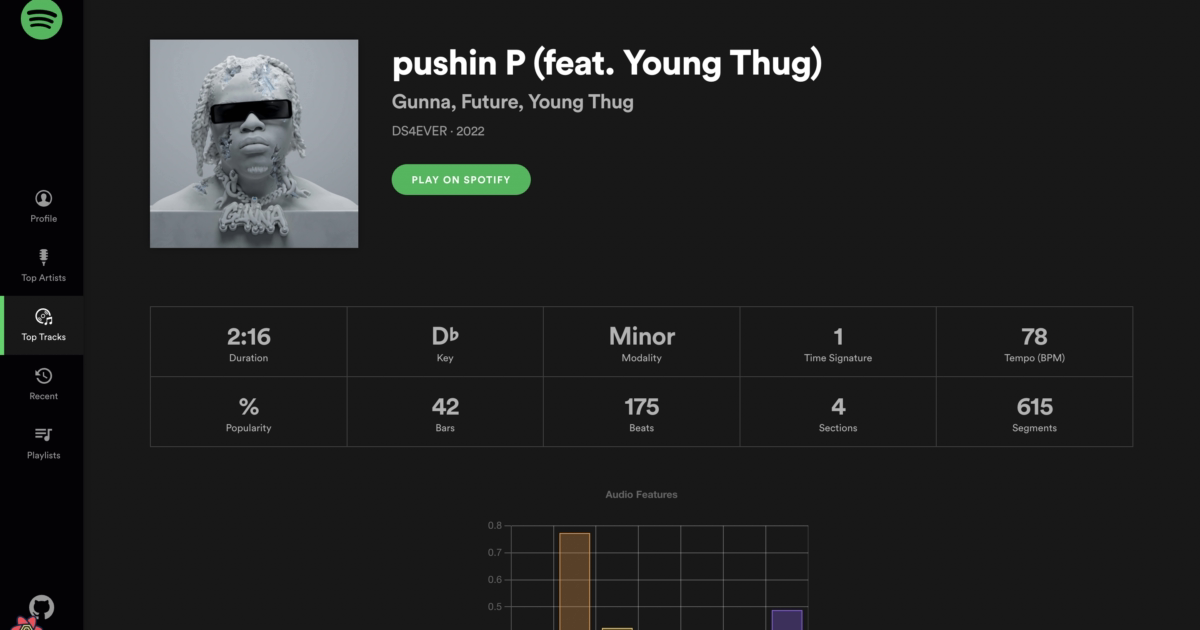 pushin P (feat. Young Thug)
Gunna, Future, Young Thug
DS4EVER · 2022
PLAY ON SPOTIFY
GUNNA
Profile
Top Artists
Top Tracks
Recent
Playlists
2:16
Duration
D♭
Key
Minor
Modality
1
Time Signature
78
Tempo (BPM)
%
Popularity
42
Bars
175
Beats
4
Sections
615
Segments
Audio Features
0.8
0.7
0.6
0.5